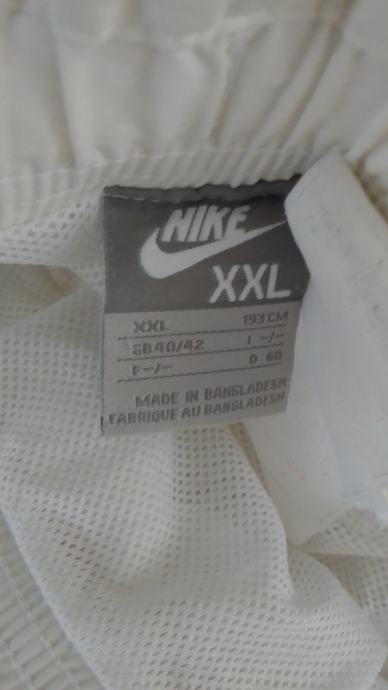 NIKE
XXL
XXL 193 CM
GB 40/42 I -/-
F-/- D 60
MADE IN BANGLADESH
FABRIQUE AU BANGLADESH